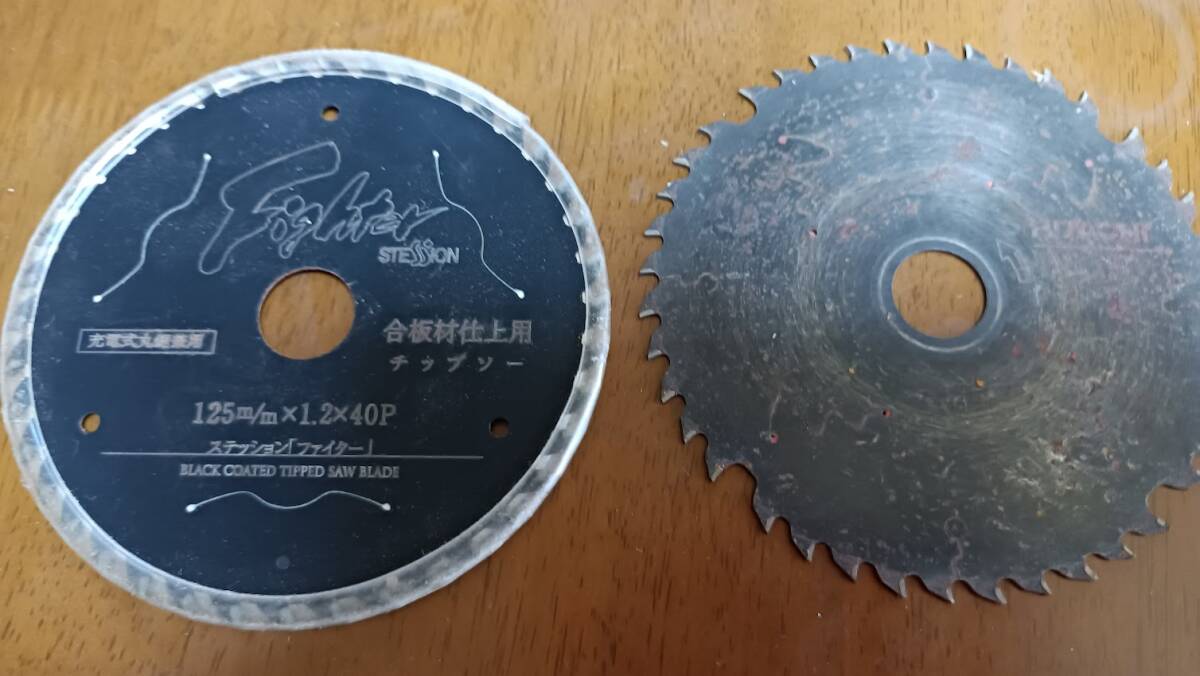 Fighter
STESSION
充電式丸鋸兼用
合板材仕上用
チップソー
125m/m×1.2×40P
ステッション「ファイター」
BLACK COATED TIPPED SAW BLADE